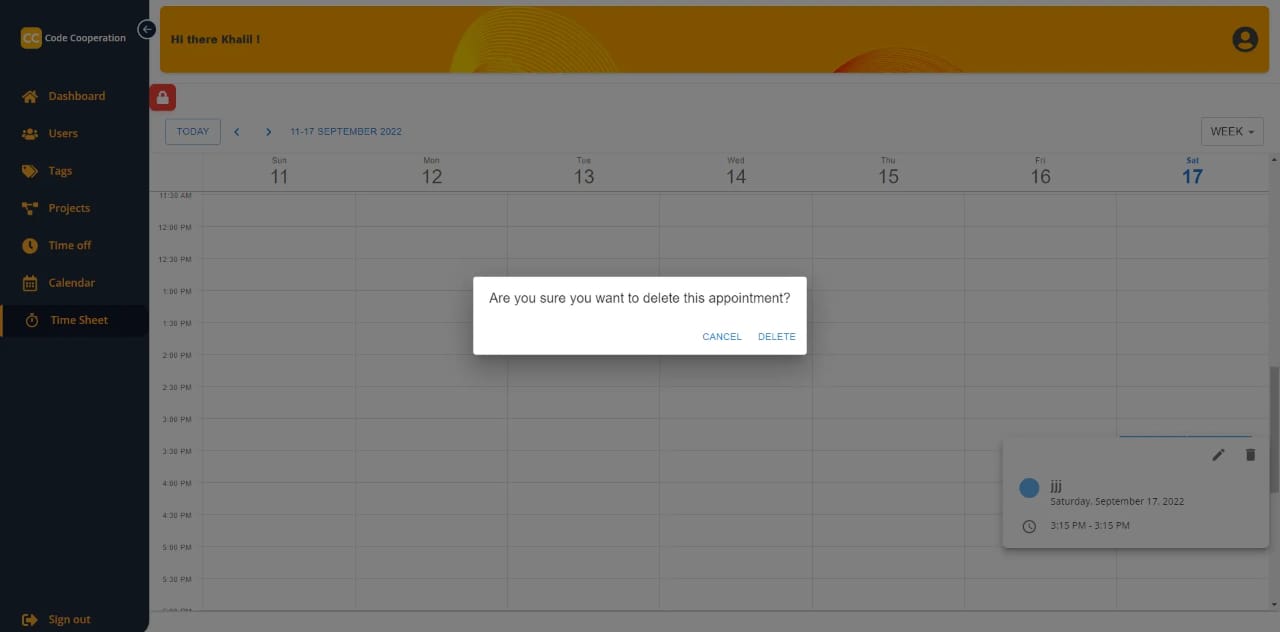 CC Code Cooperation
Hi there Khalil !
Dashboard
Users
Tags
Projects
Time off
Calendar
Time Sheet
Sign out
TODAY
11-17 SEPTEMBER 2022
WEEK
Sun Mon Tue Wed Thu Fri Sat
11 12 13 14 15 16 17
11:30 AM
12:00 PM
12:30 PM
1:00 PM
1:30 PM
2:00 PM
2:30 PM
3:00 PM
3:30 PM
4:00 PM
4:30 PM
5:00 PM
5:30 PM
Are you sure you want to delete this appointment?
CANCEL DELETE
jjj
Saturday, September 17, 2022
3:15 PM - 3:15 PM